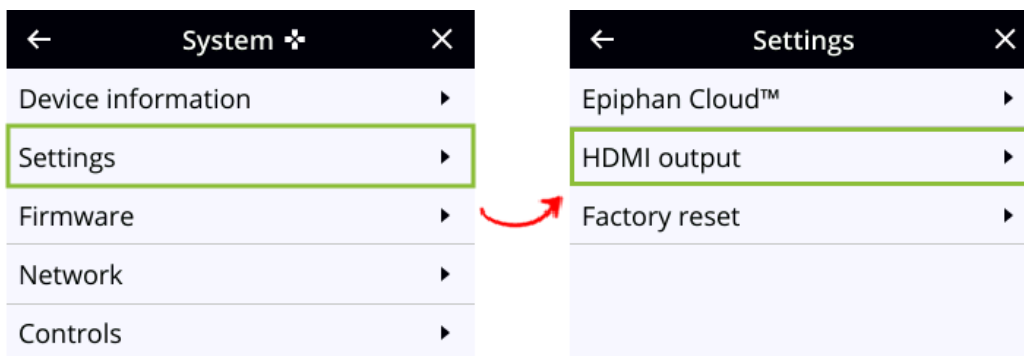 System
Device information
Settings
Firmware
Network
Controls
Settings
Epiphan Cloud™
HDMI output
Factory reset